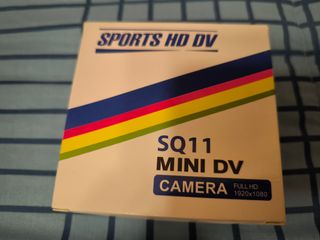 SPORTS HD DV
SQ11
MINI DV
CAMERA
FULL HD
1920x1080